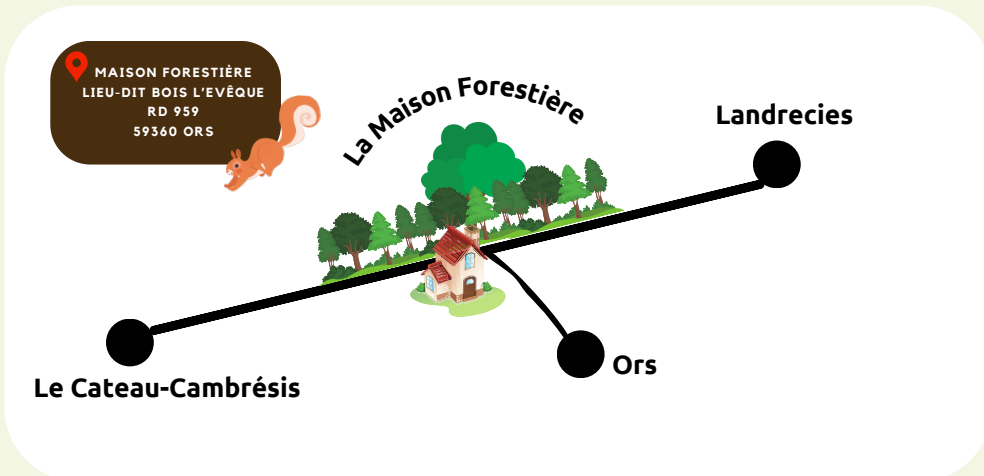 MAISON FORESTIÈRE
LIEU-DIT BOIS L'EVÊQUE
RD 959
59360 ORS
La Maison Forestière
Landrecies
Ors
Le Cateau-Cambrésis